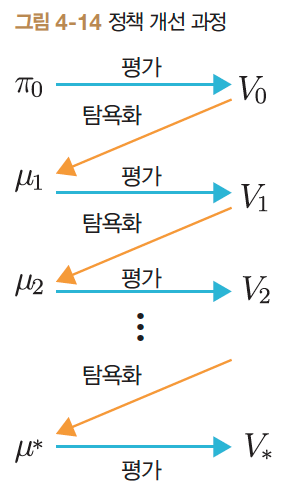 그림 4-14 정책 개선 과정
평가
π₀ V₀
탐욕화
평가
μ₁ V₁
탐욕화
평가
μ₂ V₂
⋮
탐욕화
μ* V*
평가